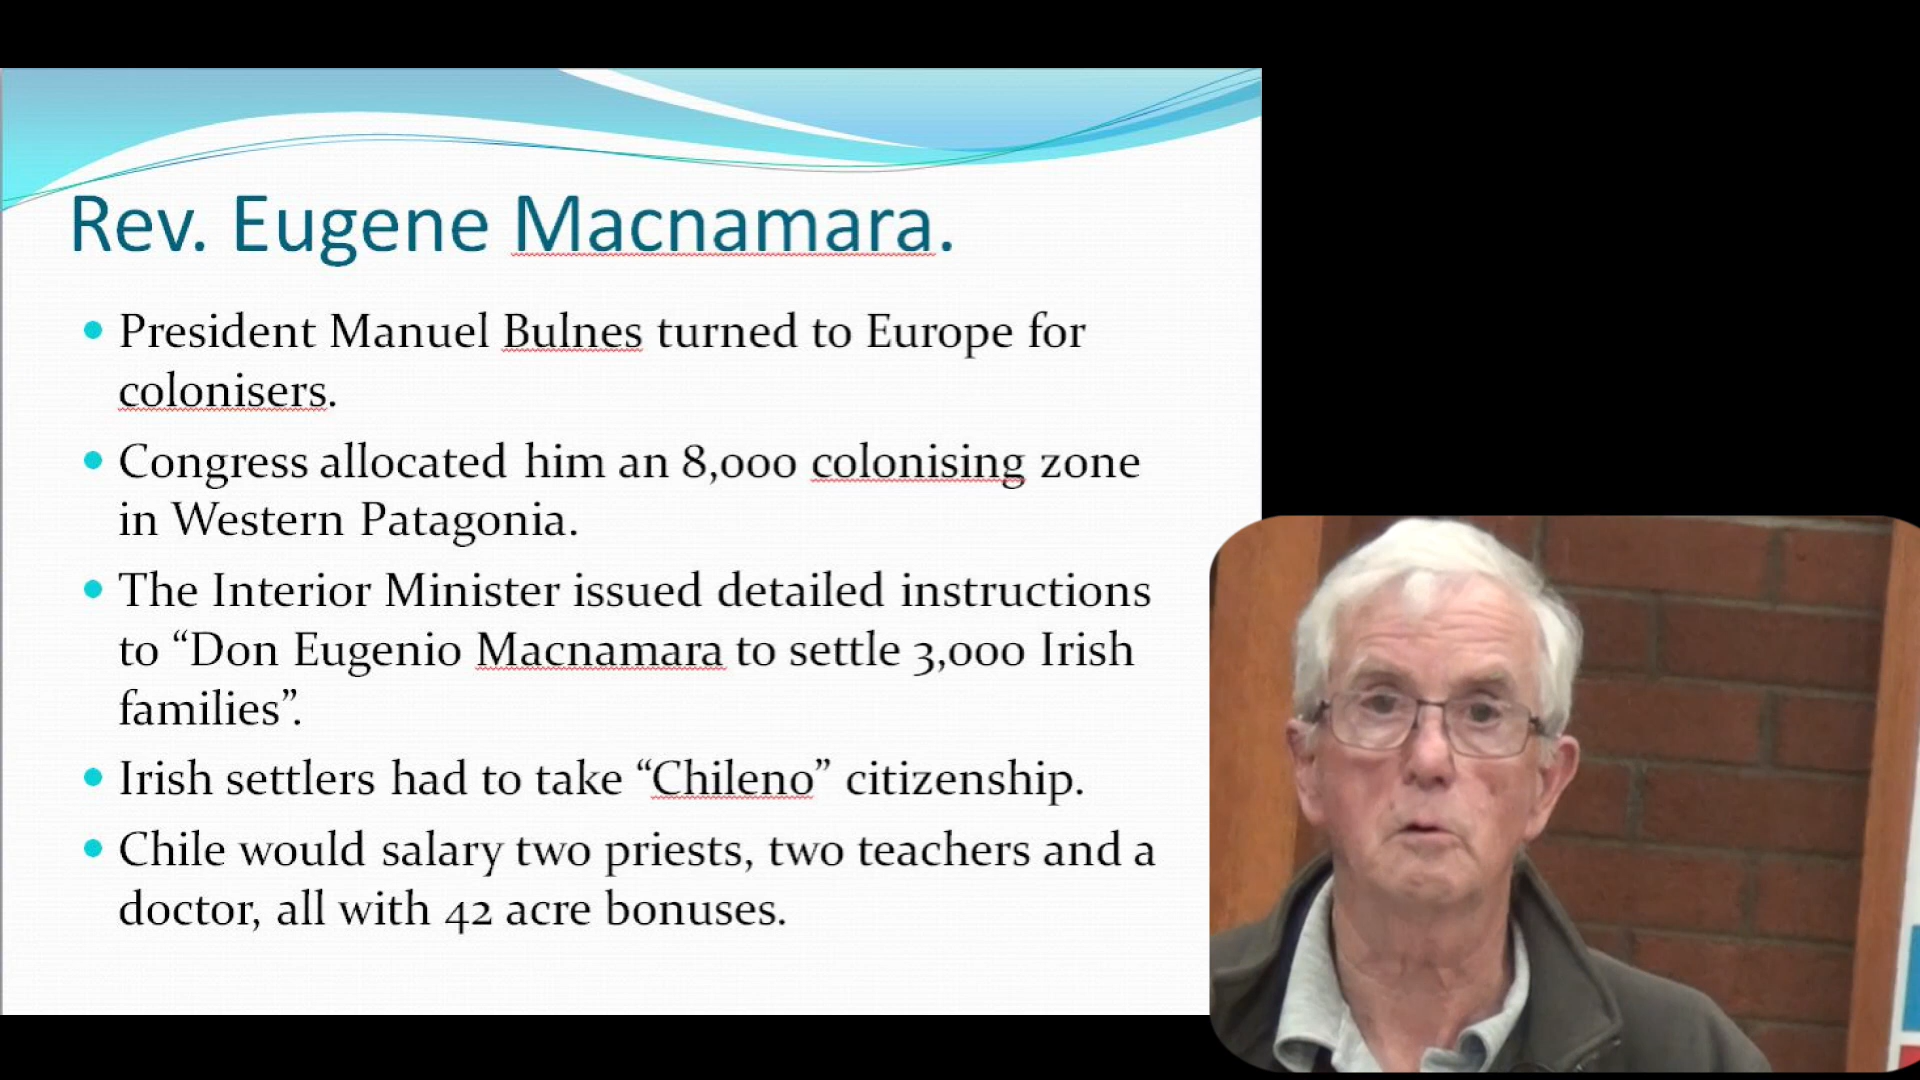 Rev. Eugene Macnamara.
• President Manuel Bulnes turned to Europe for
colonisers.
• Congress allocated him an 8,000 colonising zone
in Western Patagonia.
• The Interior Minister issued detailed instructions
to “Don Eugenio Macnamara to settle 3,000 Irish
families”.
• Irish settlers had to take “Chileno” citizenship.
• Chile would salary two priests, two teachers and a
doctor, all with 42 acre bonuses.